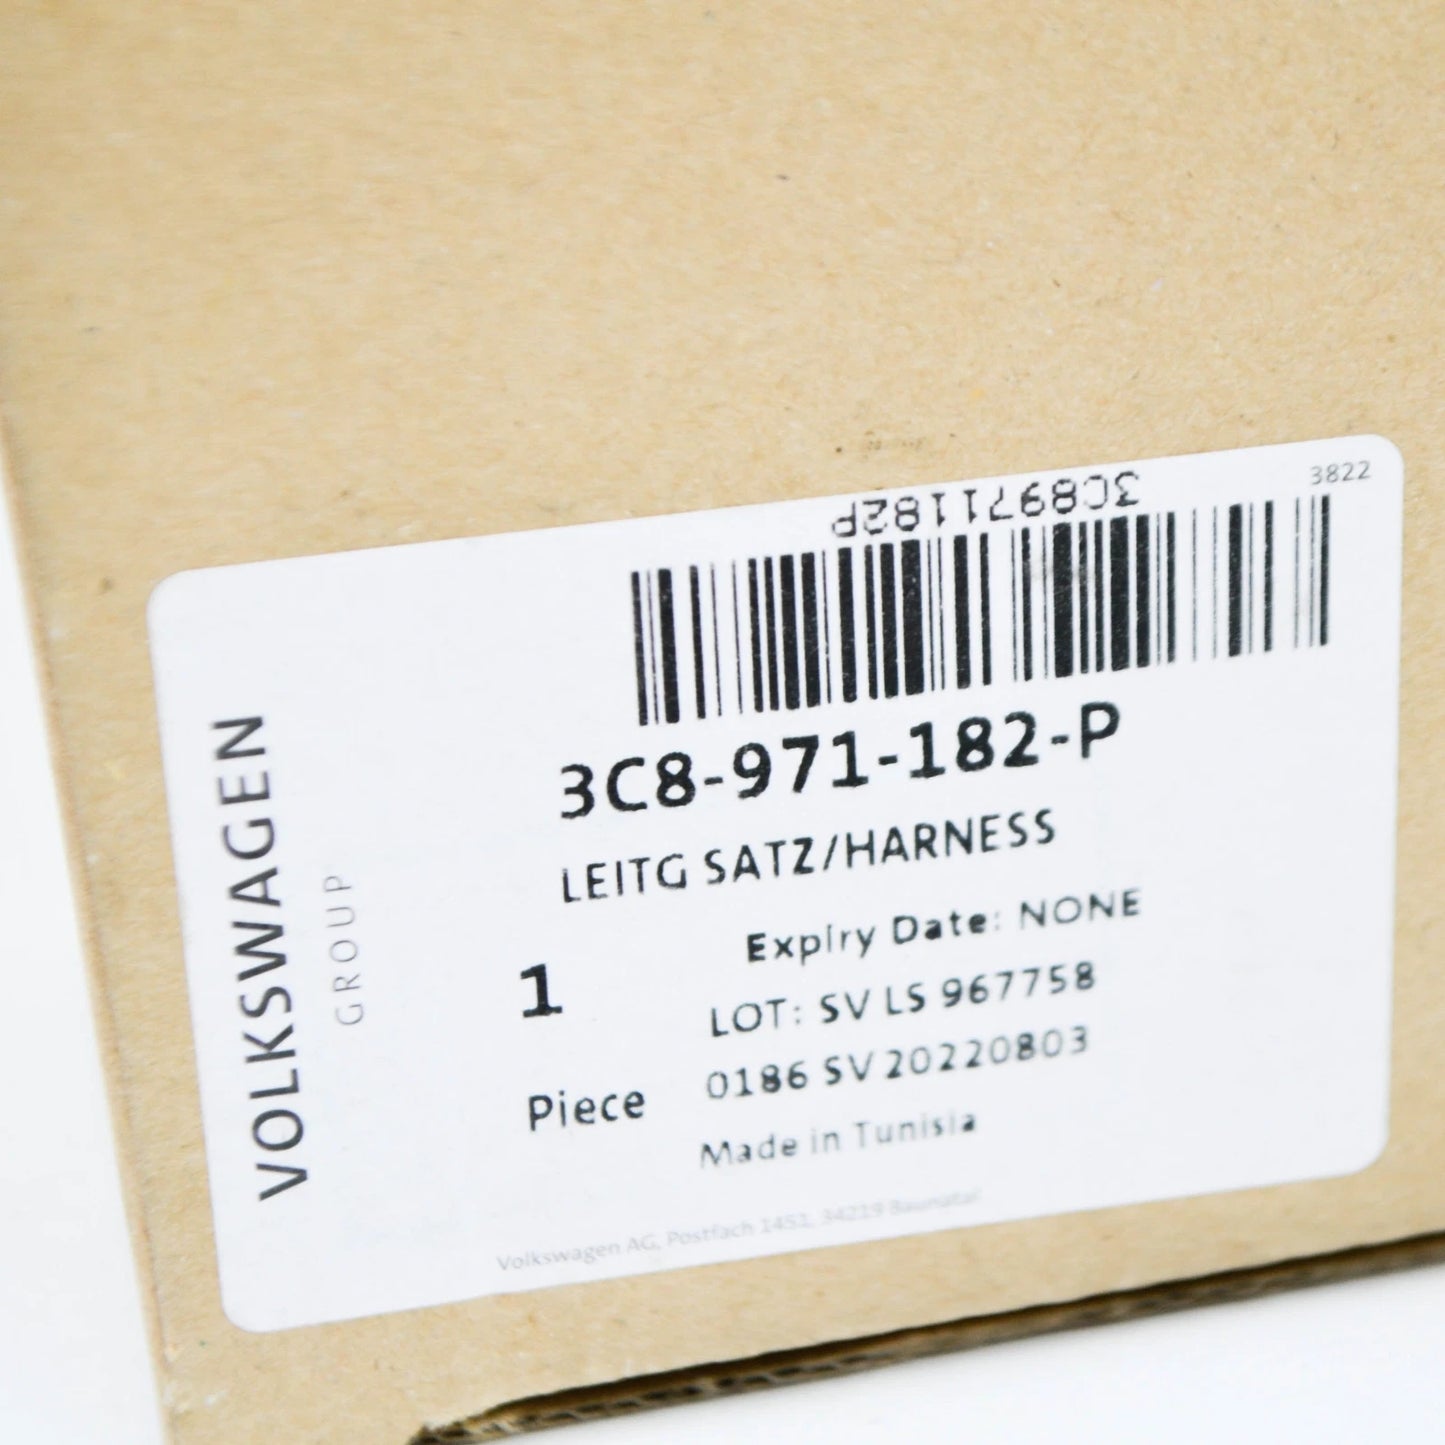 3822
3C8971182P
3C8-971-182-P
LEITG SATZ/HARNESS
Expiry Date: NONE
1
LOT: SV LS 967758
0186 SV 20220803
Piece
Made in Tunisia
Volkswagen AG, Postfach 1451, 34219 Baunatal
VOLKSWAGEN
GROUP